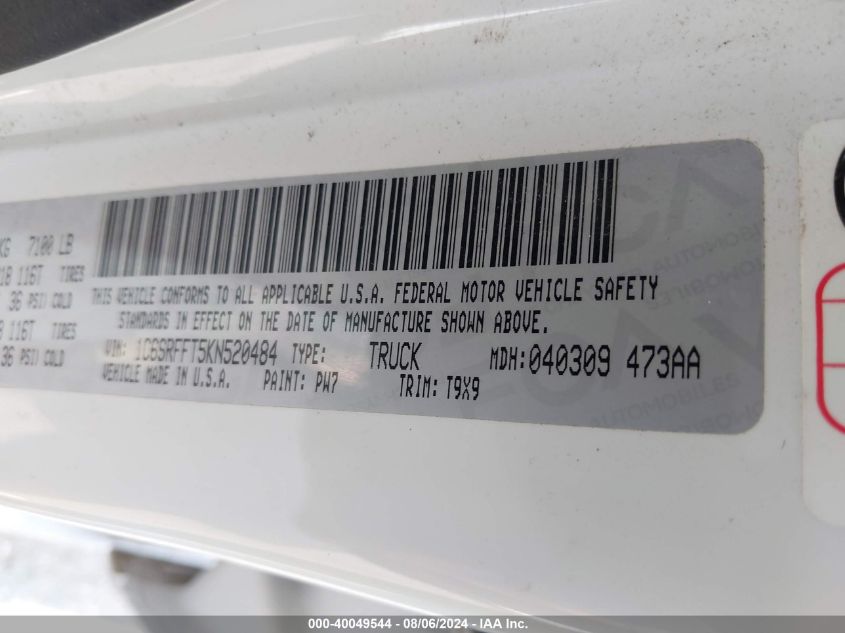 KG 7100 LB
18 116T TIRES
36 PSI) COLD
116T TIRES
36 PSI) COLD
THIS VEHICLE CONFORMS TO ALL APPLICABLE U.S.A. FEDERAL MOTOR VEHICLE SAFETY
STANDARDS IN EFFECT ON THE DATE OF MANUFACTURE SHOWN ABOVE.
VIN: 1C6SRFFT5KN520484 TYPE: TRUCK MDH: 040309 473AA
VEHICLE MADE IN U.S.A. PAINT: PW7 TRIM: T9X9
AUTOMOBILES
000-40049544 - 08/06/2024 - IAA Inc.